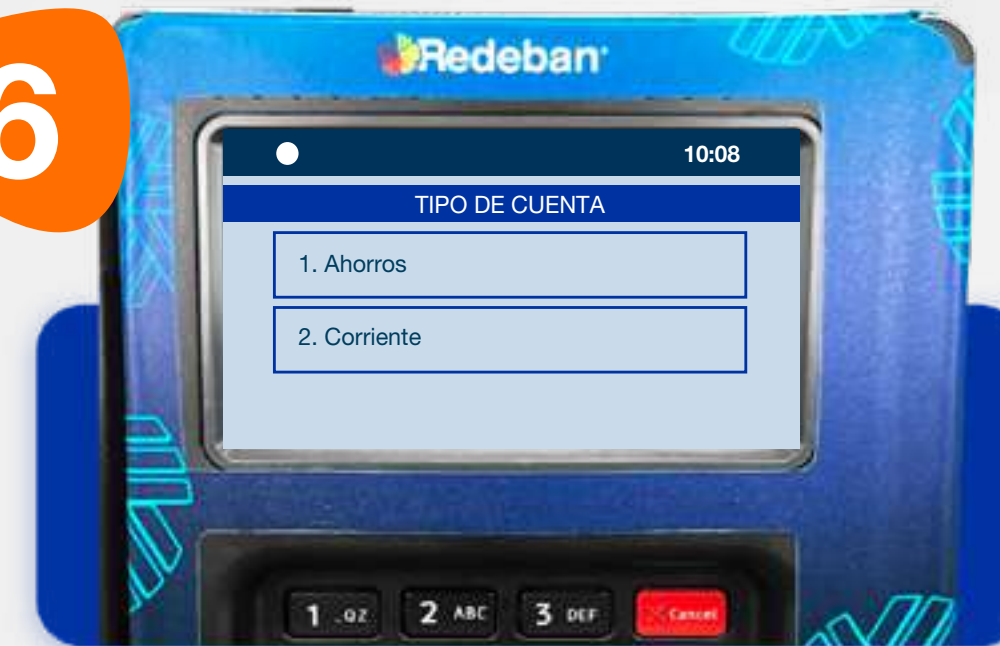 6
Redeban
10:08
TIPO DE CUENTA
1. Ahorros
2. Corriente
1 .QZ 2 ABC 3 DEF Cancel